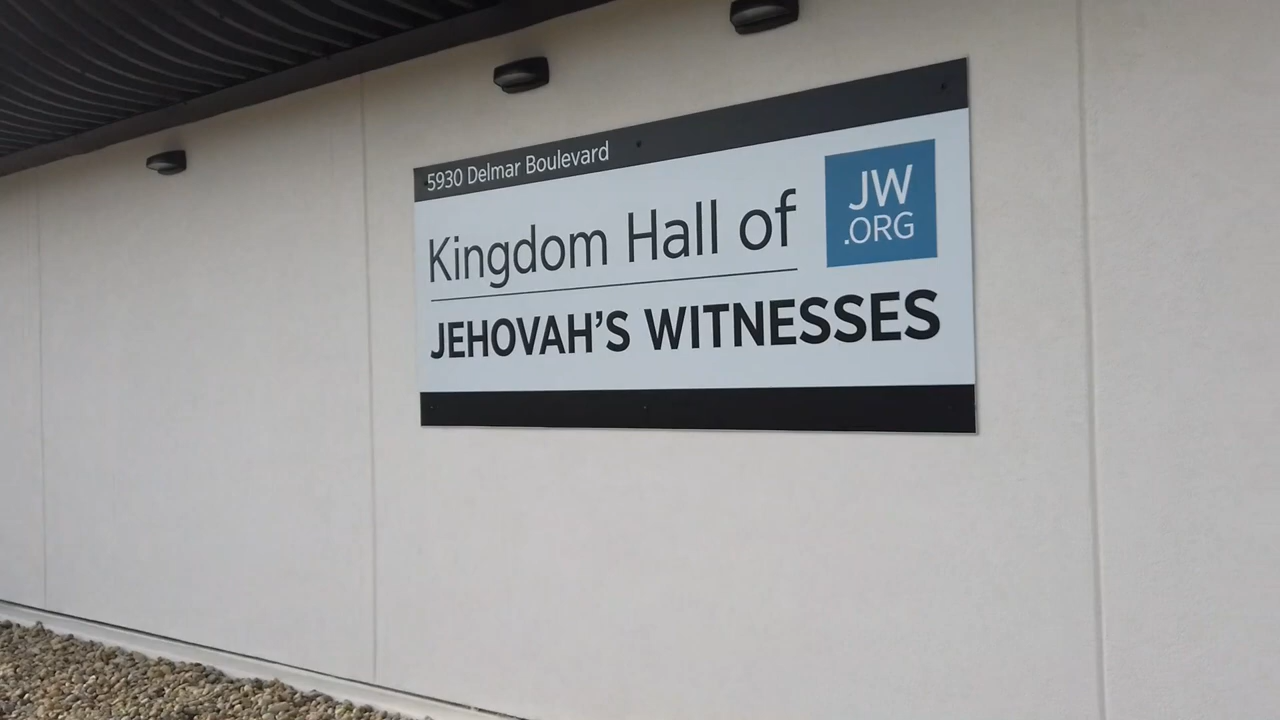 5930 Delmar Boulevard
Kingdom Hall of
JEHOVAH'S WITNESSES
JW
.ORG